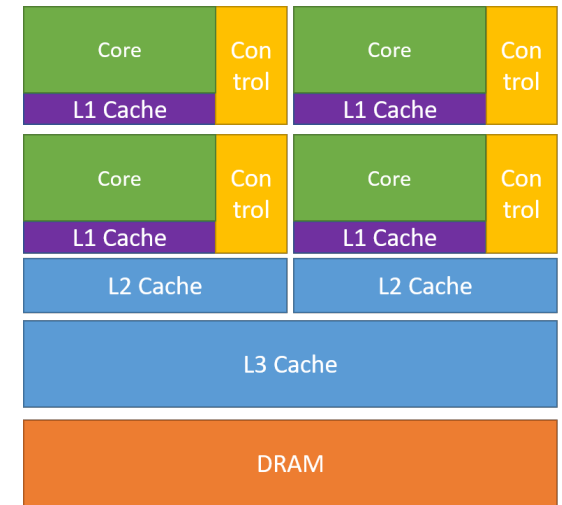 Core
Con
trol
Core
Con
trol
L1 Cache
L1 Cache
Core
Con
trol
Core
Con
trol
L1 Cache
L1 Cache
L2 Cache
L2 Cache
L3 Cache
DRAM